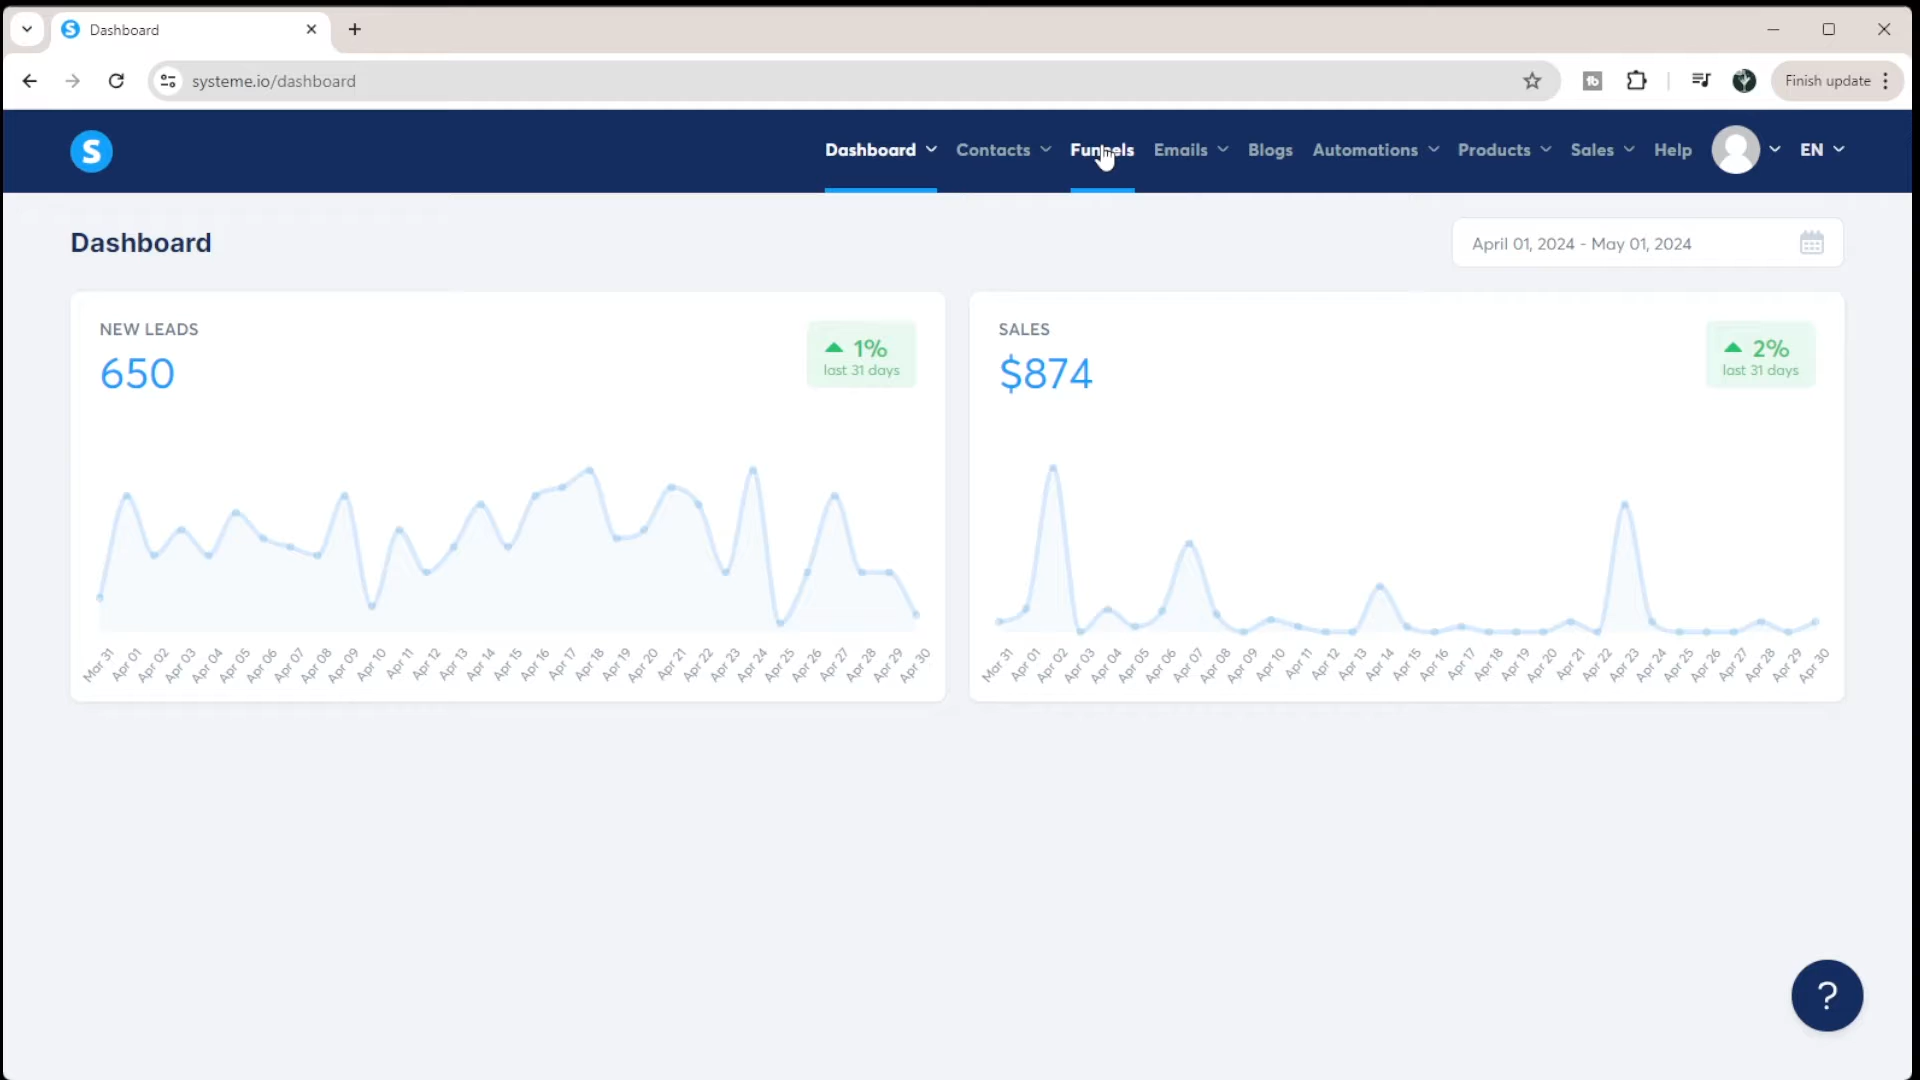 Dashboard
systeme.io/dashboard
Finish update
S
Dashboard Contacts Funnels Emails Blogs Automations Products Sales Help EN
Dashboard
April 01, 2024 - May 01, 2024
NEW LEADS
650
1%
last 31 days
Mar 31 Apr 01 Apr 02 Apr 03 Apr 04 Apr 05 Apr 06 Apr 07 Apr 08 Apr 09 Apr 10 Apr 11 Apr 12 Apr 13 Apr 14 Apr 15 Apr 16 Apr 17 Apr 18 Apr 19 Apr 20 Apr 21 Apr 22 Apr 23 Apr 24 Apr 25 Apr 26 Apr 27 Apr 28 Apr 29 Apr 30
SALES
$874
2%
last 31 days
Mar 31 Apr 01 Apr 02 Apr 03 Apr 04 Apr 05 Apr 06 Apr 07 Apr 08 Apr 09 Apr 10 Apr 11 Apr 12 Apr 13 Apr 14 Apr 15 Apr 16 Apr 17 Apr 18 Apr 19 Apr 20 Apr 21 Apr 22 Apr 23 Apr 24 Apr 25 Apr 26 Apr 27 Apr 28 Apr 29 Apr 30
?